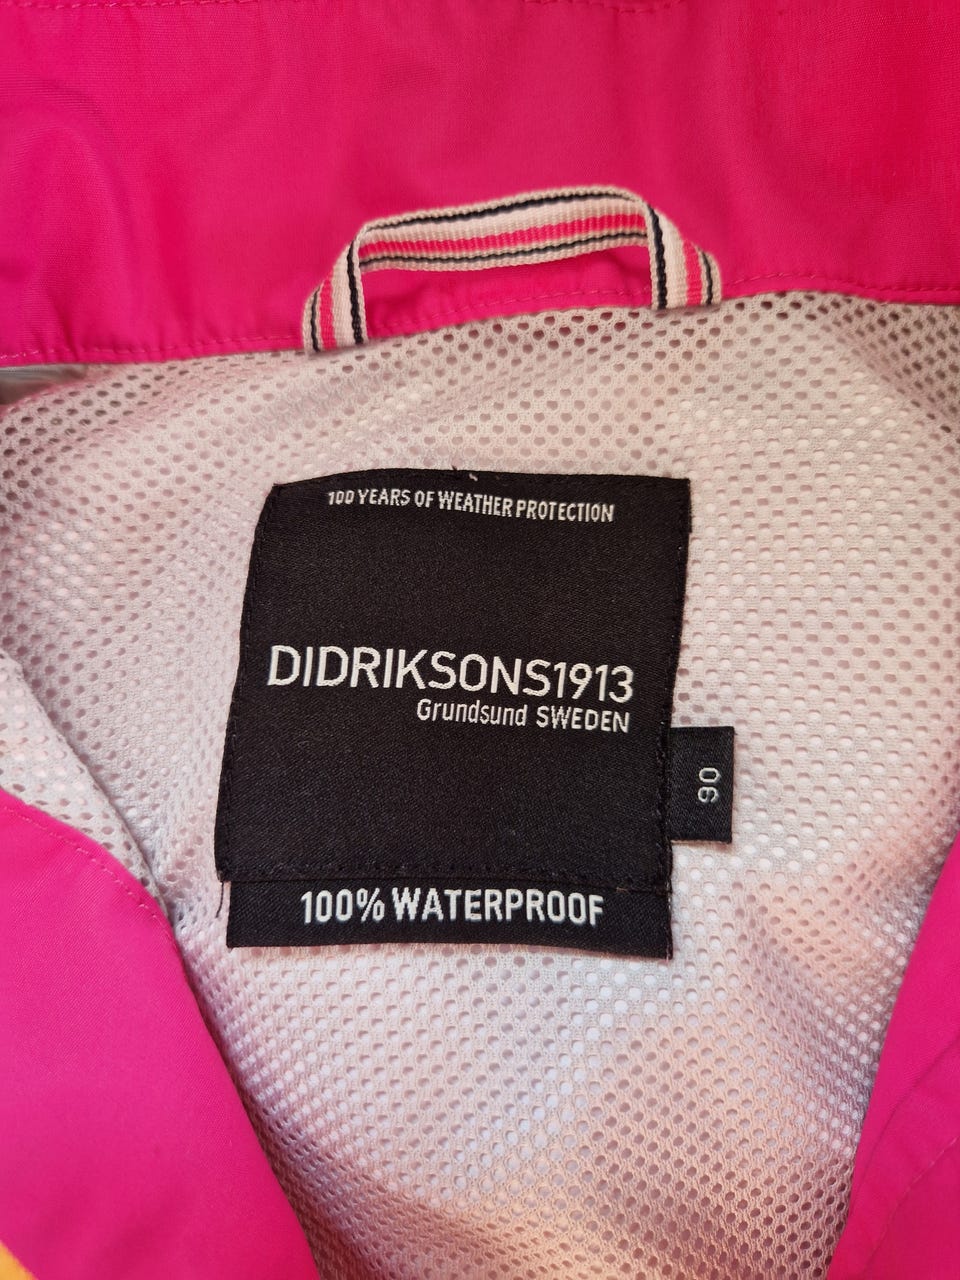 100 YEARS OF WEATHER PROTECTION
DIDRIKSONS1913
Grundsund SWEDEN
90
100% WATERPROOF